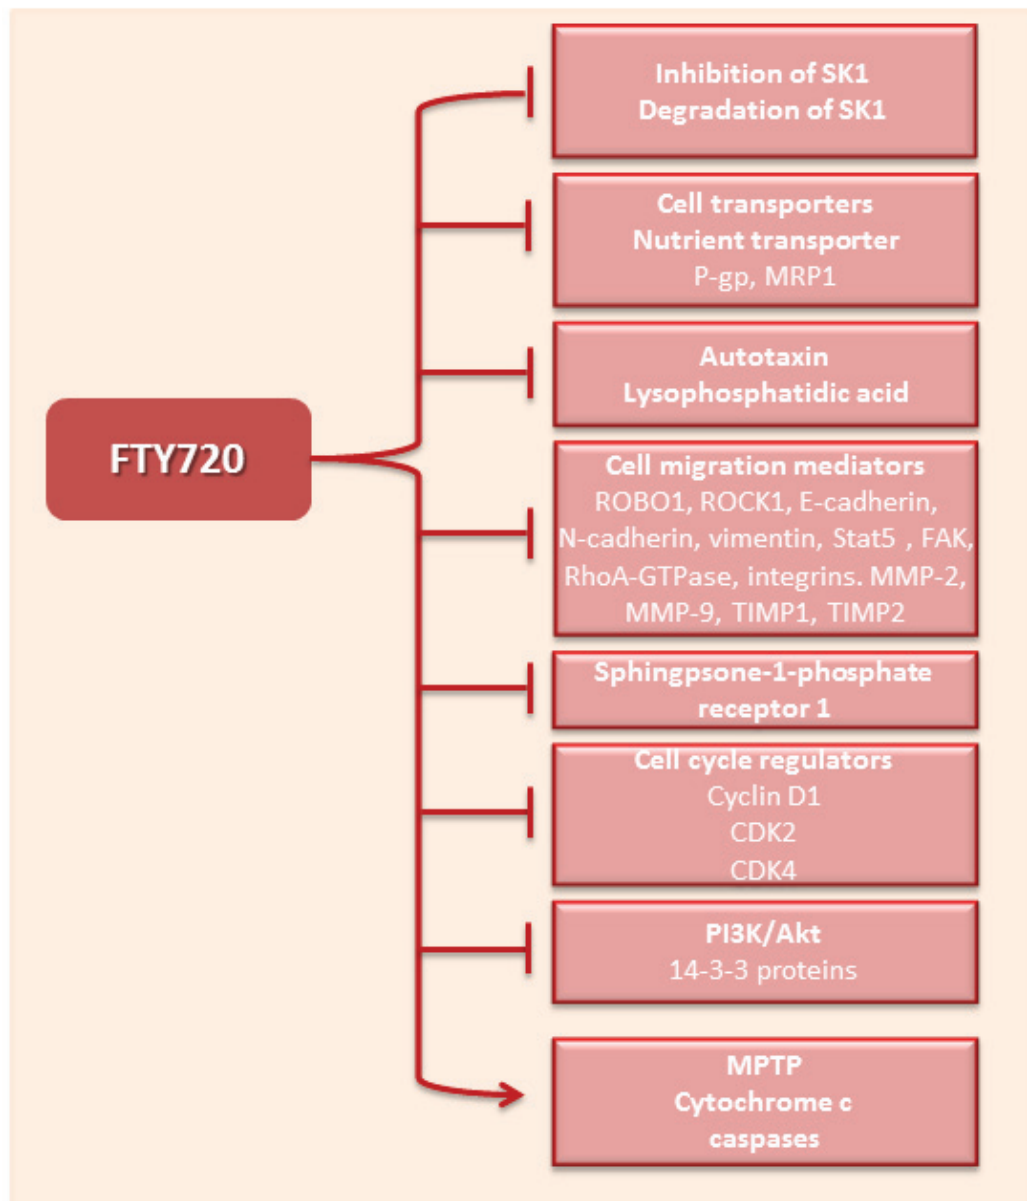 Inhibition of SK1
Degradation of SK1
Cell transporters
Nutrient transporter
P-gp, MRP1
Autotaxin
Lysophosphatidic acid
FTY720
Cell migration mediators
ROBO1, ROCK1, E-cadherin,
N-cadherin, vimentin, Stat5 , FAK,
RhoA-GTPase, integrins. MMP-2,
MMP-9, TIMP1, TIMP2
Sphingpsone-1-phosphate
receptor 1
Cell cycle regulators
Cyclin D1
CDK2
CDK4
PI3K/Akt
14-3-3 proteins
MPTP
Cytochrome c
caspases